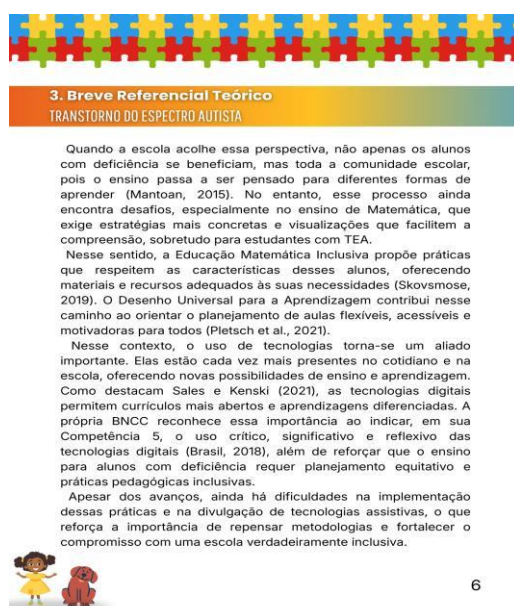 3. Breve Referencial Teórico
TRANSTORNO DO ESPECTRO AUTISTA
Quando a escola acolhe essa perspectiva, não apenas os alunos
com deficiência se beneficiam, mas toda a comunidade escolar,
pois o ensino passa a ser pensado para diferentes formas de
aprender (Mantoan, 2015). No entanto, esse processo ainda
encontra desafios, especialmente no ensino de Matemática, que
exige estratégias mais concretas e visualizações que facilitem a
compreensão, sobretudo para estudantes com TEA.
Nesse sentido, a Educação Matemática Inclusiva propõe práticas
que respeitem as características desses alunos, oferecendo
materiais e recursos adequados às suas necessidades (Skovsmose,
2019). O Desenho Universal para a Aprendizagem contribui nesse
caminho ao orientar o planejamento de aulas flexíveis, acessíveis e
motivadoras para todos (Pletsch et al., 2021).
Nesse contexto, o uso de tecnologias torna-se um aliado
importante. Elas estão cada vez mais presentes no cotidiano e na
escola, oferecendo novas possibilidades de ensino e aprendizagem.
Como destacam Sales e Kenski (2021), as tecnologias digitais
permitem currículos mais abertos e aprendizagens diferenciadas. A
própria BNCC reconhece essa importância ao indicar, em sua
Competência 5, o uso crítico, significativo e reflexivo das
tecnologias digitais (Brasil, 2018), além de reforçar que o ensino
para alunos com deficiência requer planejamento equitativo e
práticas pedagógicas inclusivas.
Apesar dos avanços, ainda há dificuldades na implementação
dessas práticas e na divulgação de tecnologias assistivas, o que
reforça a importância de repensar metodologias e fortalecer o
compromisso com uma escola verdadeiramente inclusiva.
6